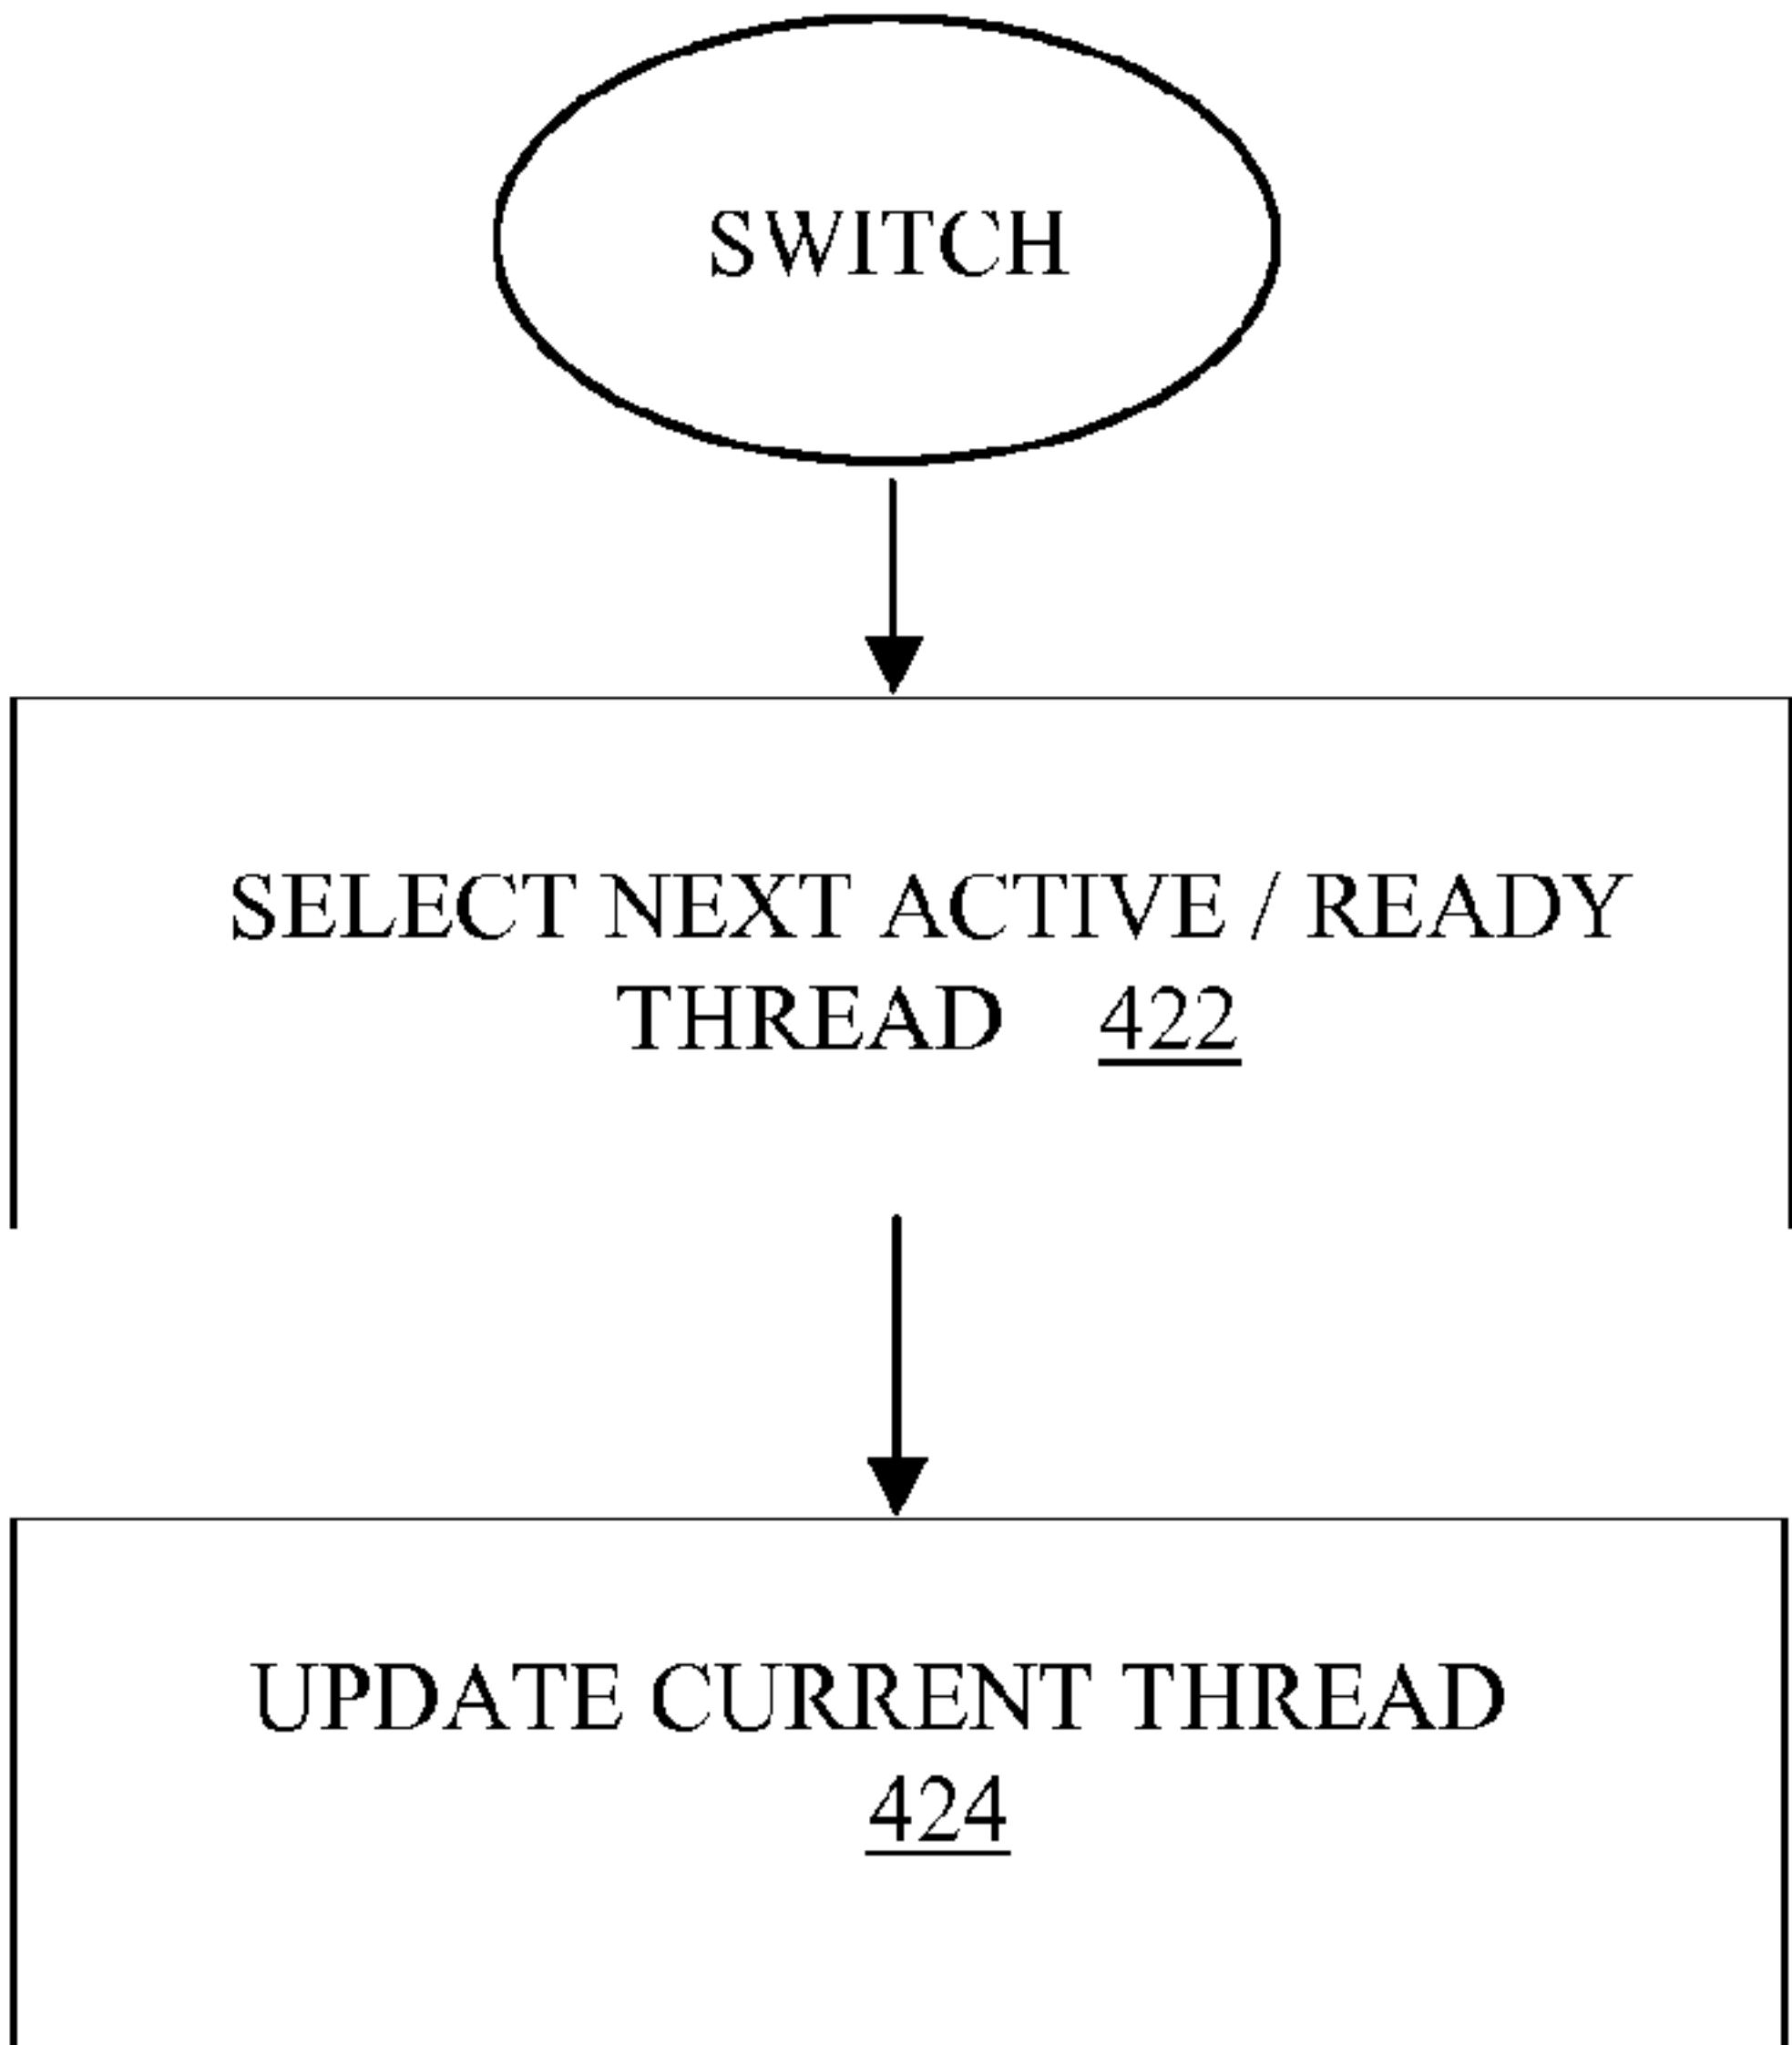 SWITCH
SELECT NEXT ACTIVE / READY
THREAD 422
UPDATE CURRENT THREAD
424